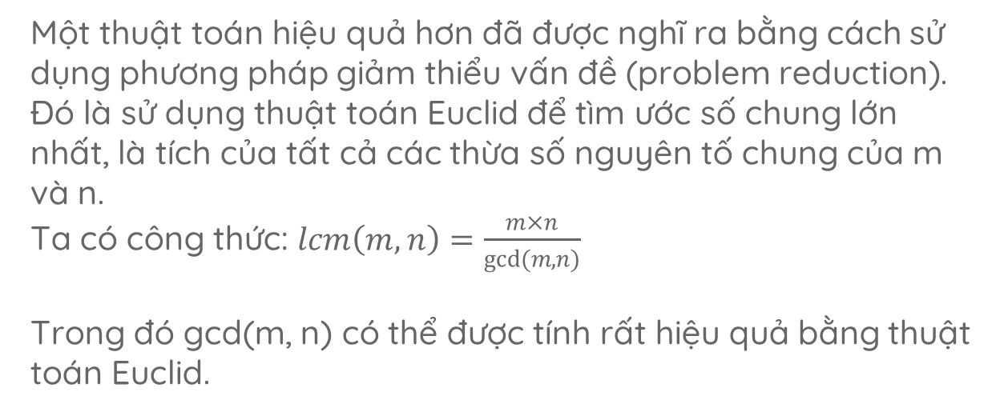 Một thuật toán hiệu quả hơn đã được nghĩ ra bằng cách sử
dụng phương pháp giảm thiểu vấn đề (problem reduction).
Đó là sử dụng thuật toán Euclid để tìm ước số chung lớn
nhất, là tích của tất cả các thừa số nguyên tố chung của m
và n.
Ta có công thức: lcm(m, n) = m×n / gcd(m,n)
Trong đó gcd(m, n) có thể được tính rất hiệu quả bằng thuật
toán Euclid.